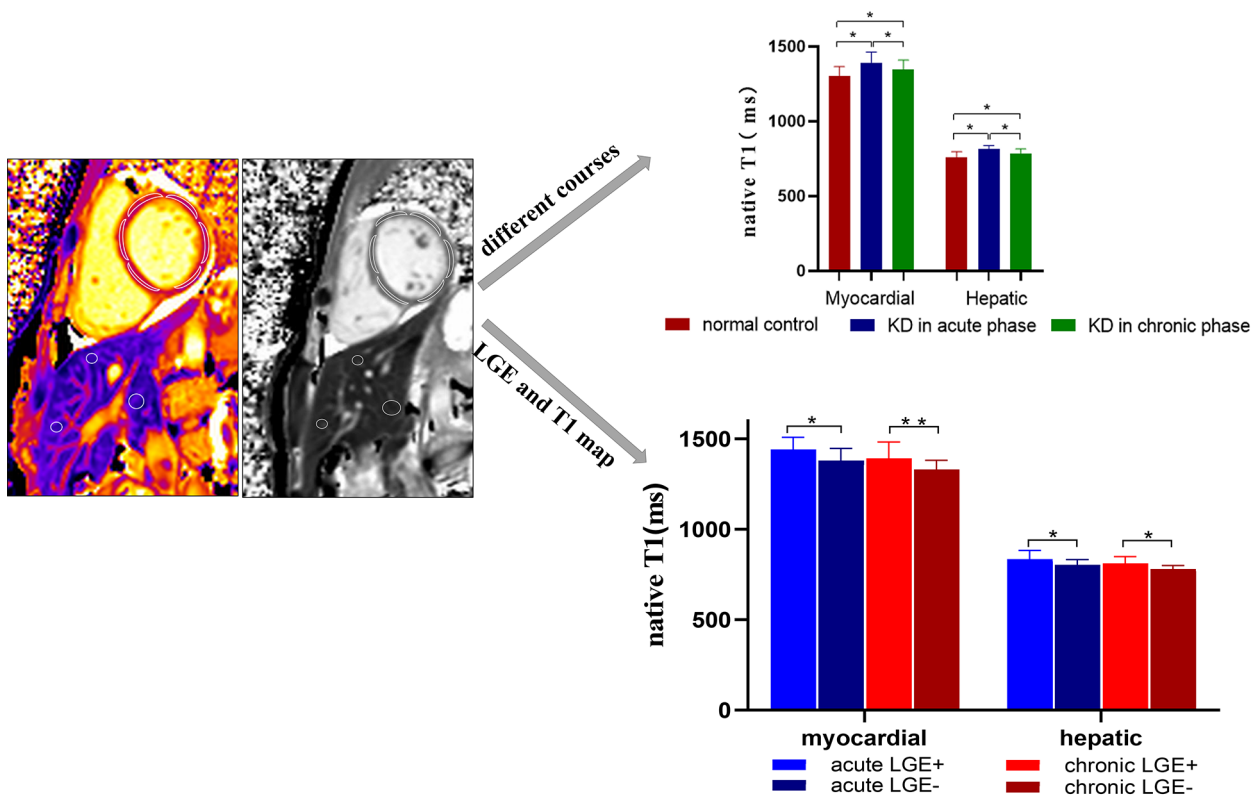 * 
* * 
1500
* 
1000
* * 
500
0
native T1( ms)
Myocardial Hepatic
normal control KD in acute phase KD in chronic phase
different courses
LGE and T1 map
* * * 
1500
1000
* * 
500
0
native T1(ms)
myocardial hepatic
acute LGE+ chronic LGE+
acute LGE- chronic LGE-